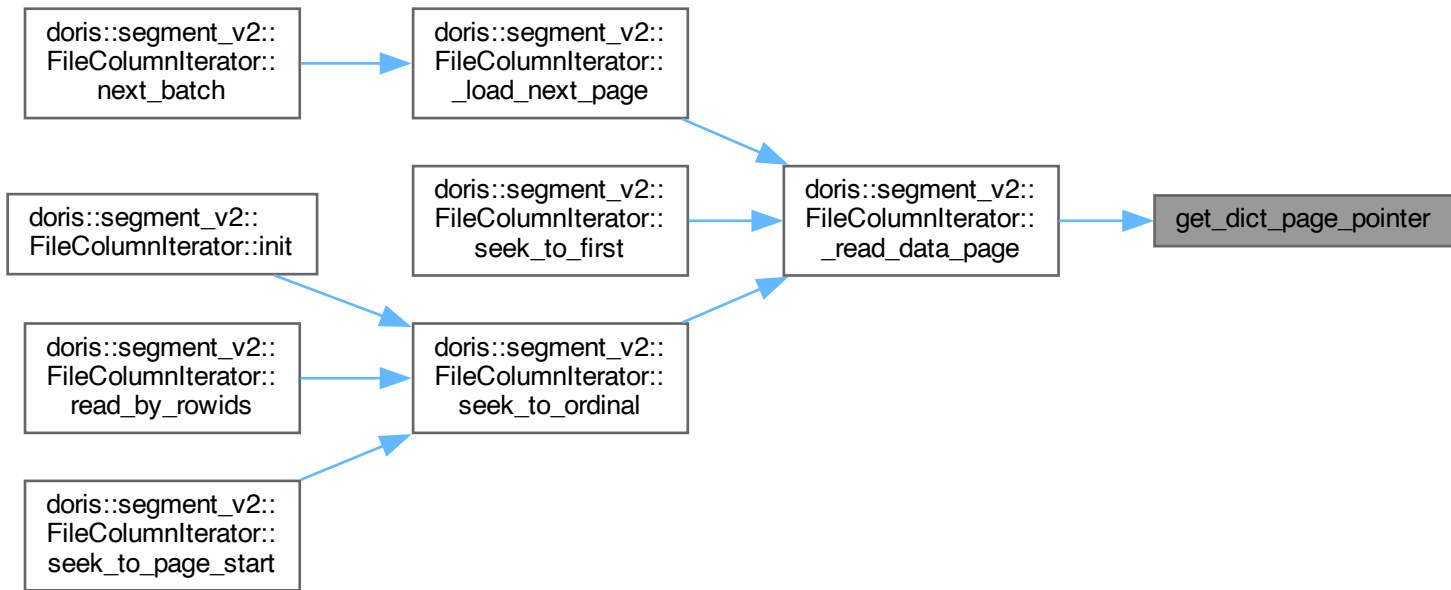 doris::segment_v2::
FileColumnIterator::
next_batch
doris::segment_v2::
FileColumnIterator::
_load_next_page
doris::segment_v2::
FileColumnIterator::init
doris::segment_v2::
FileColumnIterator::
seek_to_first
doris::segment_v2::
FileColumnIterator::
_read_data_page
get_dict_page_pointer
doris::segment_v2::
FileColumnIterator::
read_by_rowids
doris::segment_v2::
FileColumnIterator::
seek_to_ordinal
doris::segment_v2::
FileColumnIterator::
seek_to_page_start